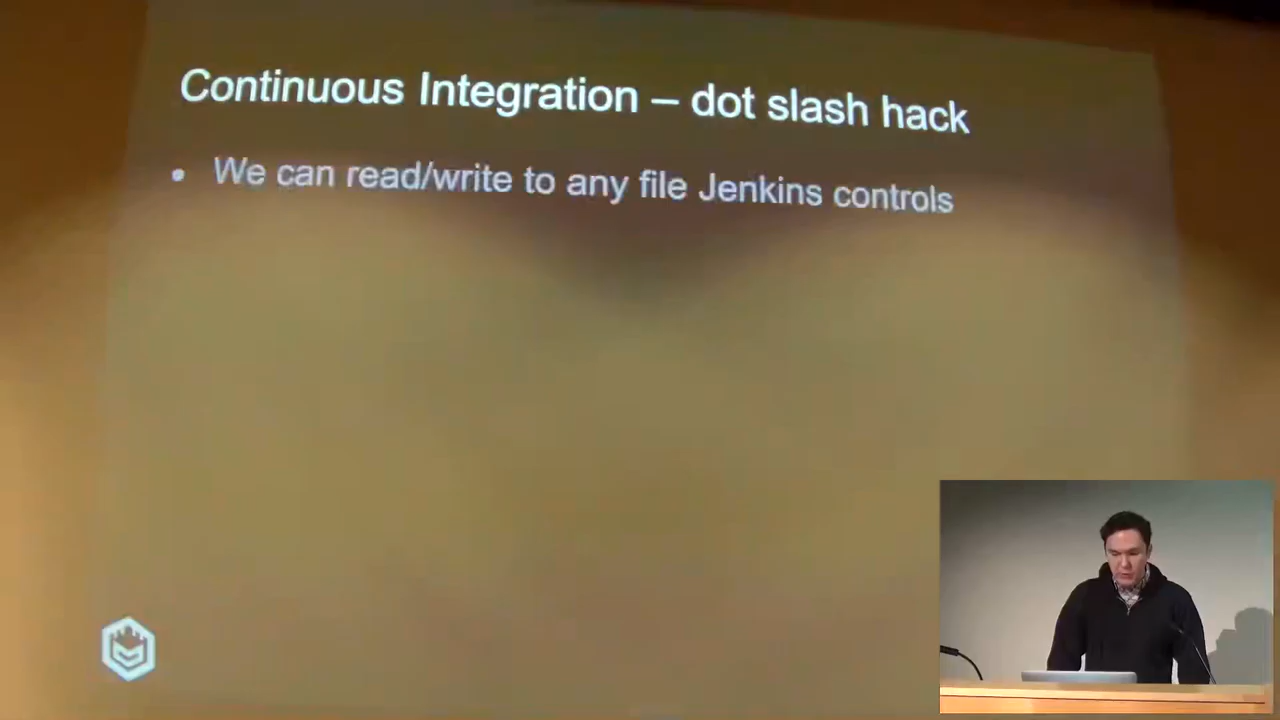 Continuous Integration – dot slash hack
• We can read/write to any file Jenkins controls